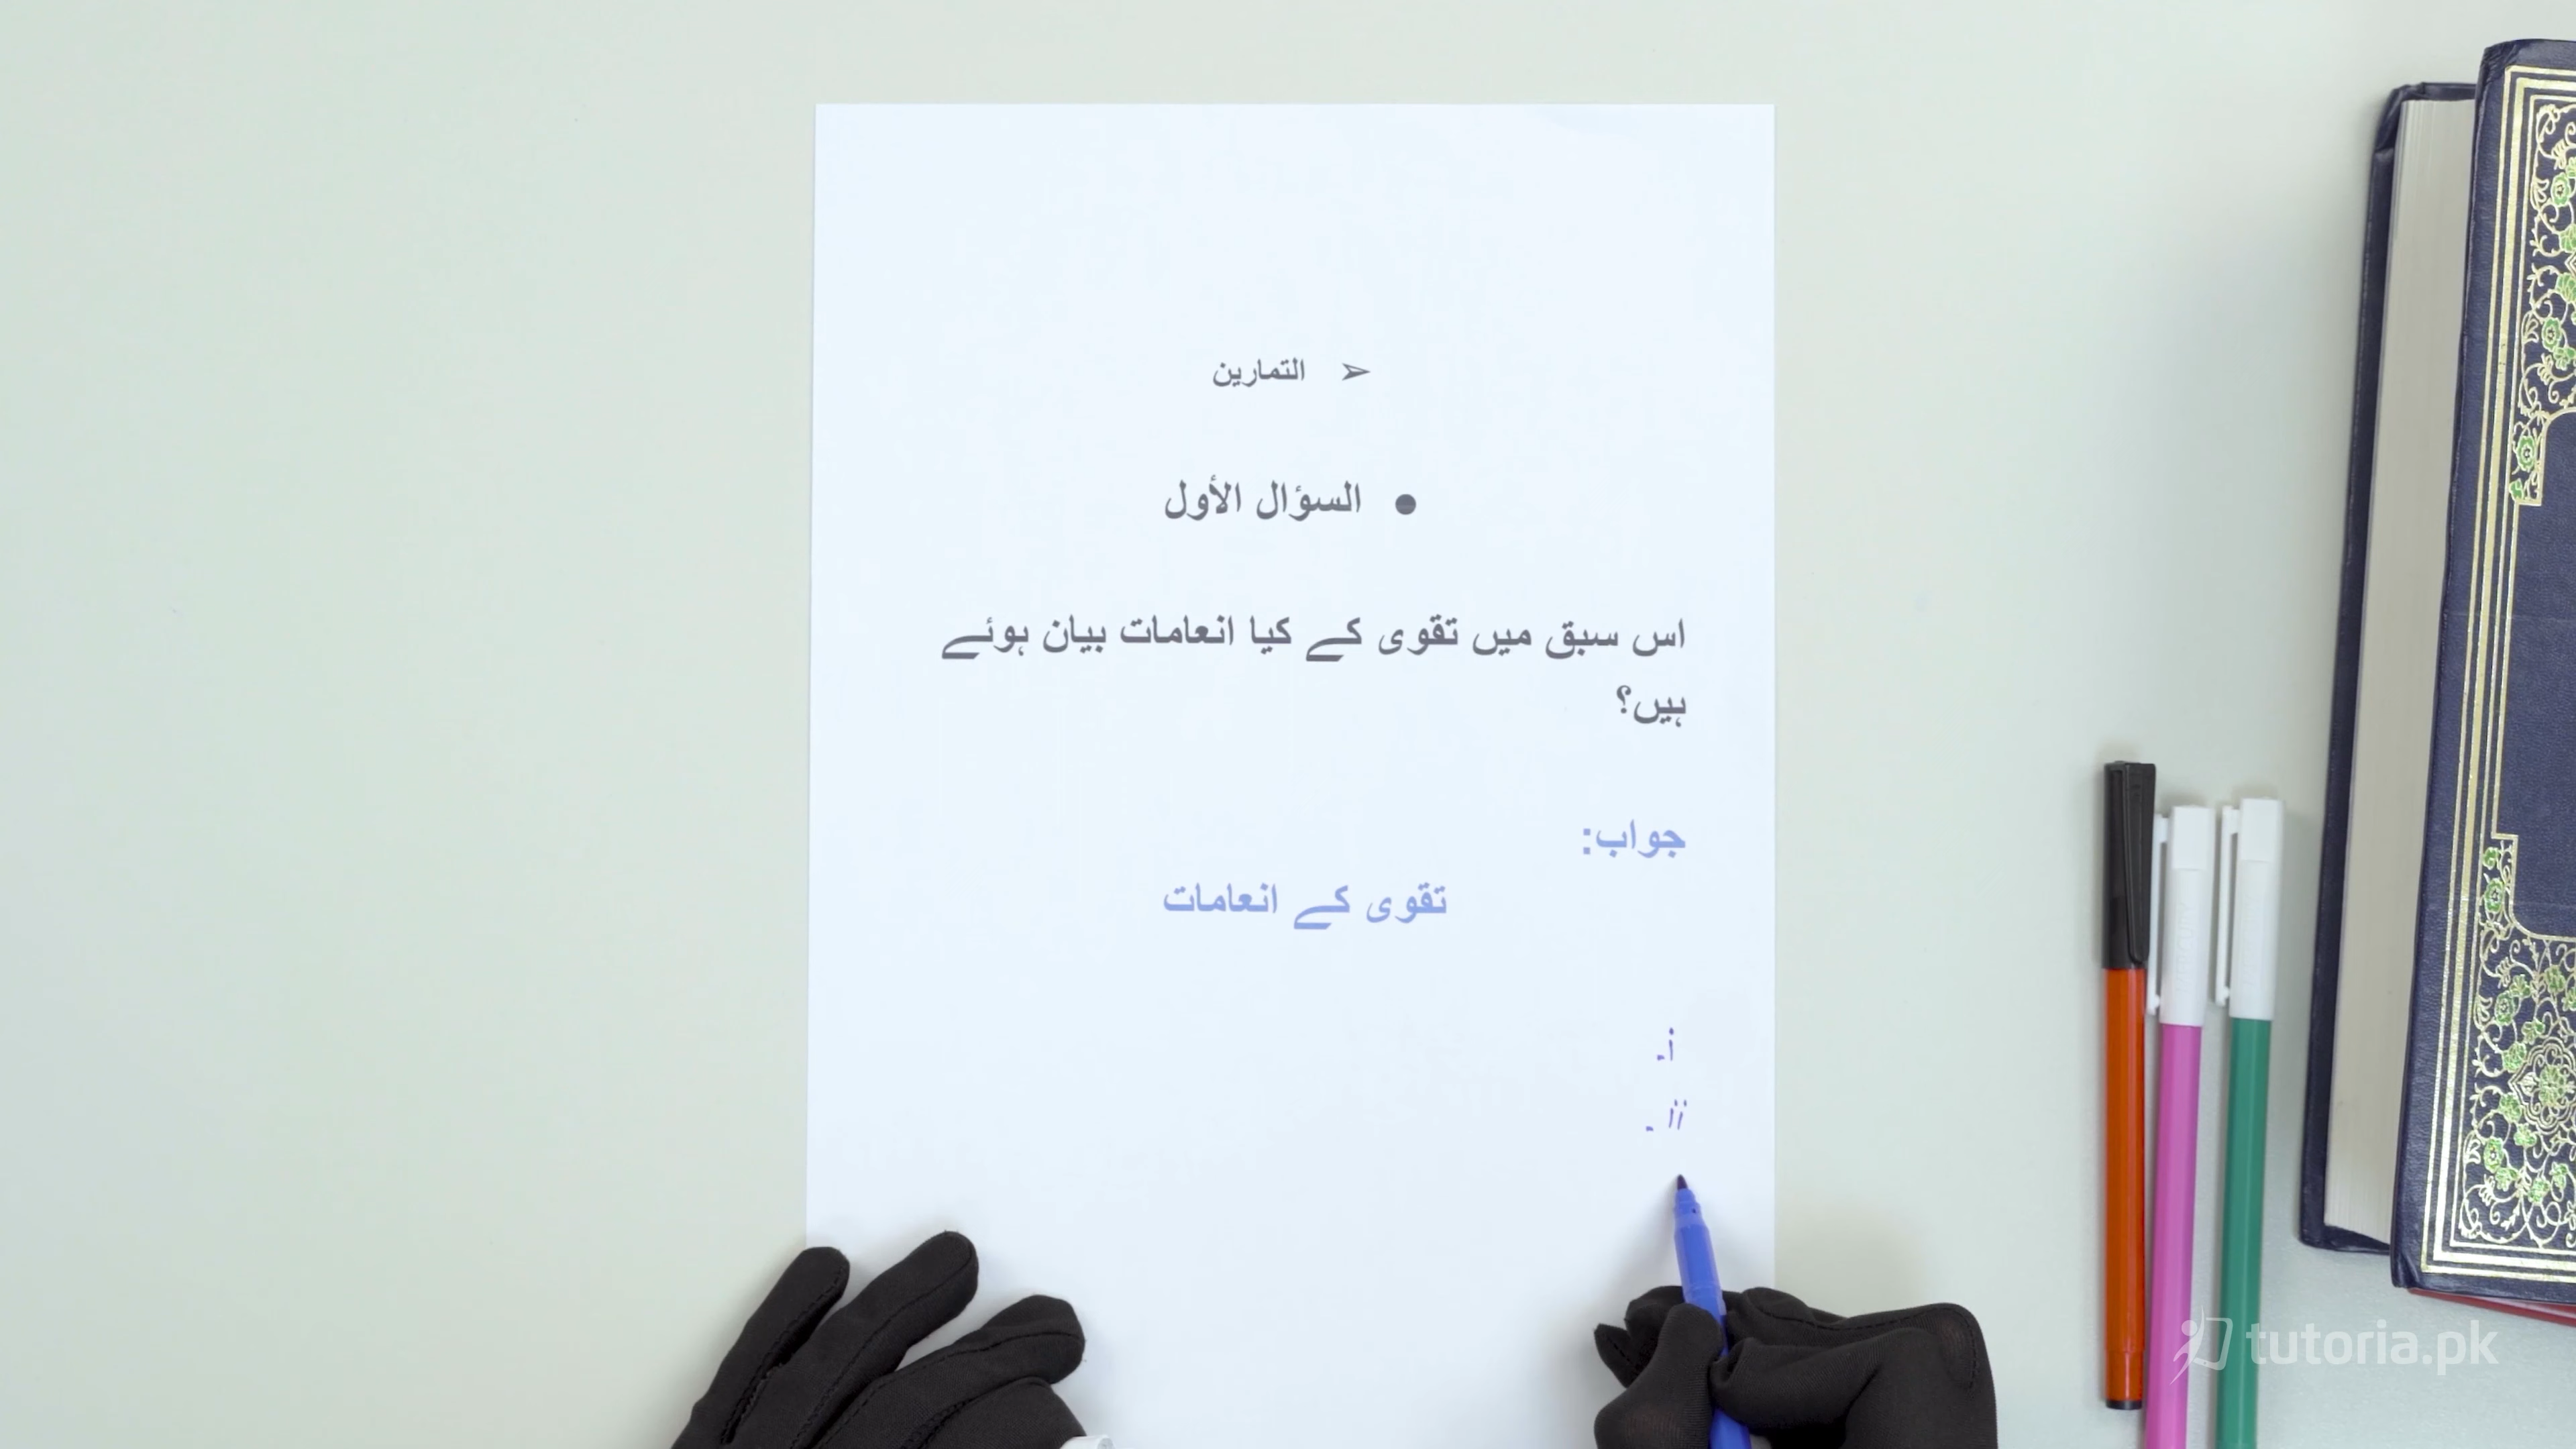 ➢ التمارين
● السؤال الأول
اس سبق میں تقوی کے کیا انعامات بیان ہوئے
ہیں؟
جواب:
تقوی کے انعامات
i۔
ii۔
tutoria.pk